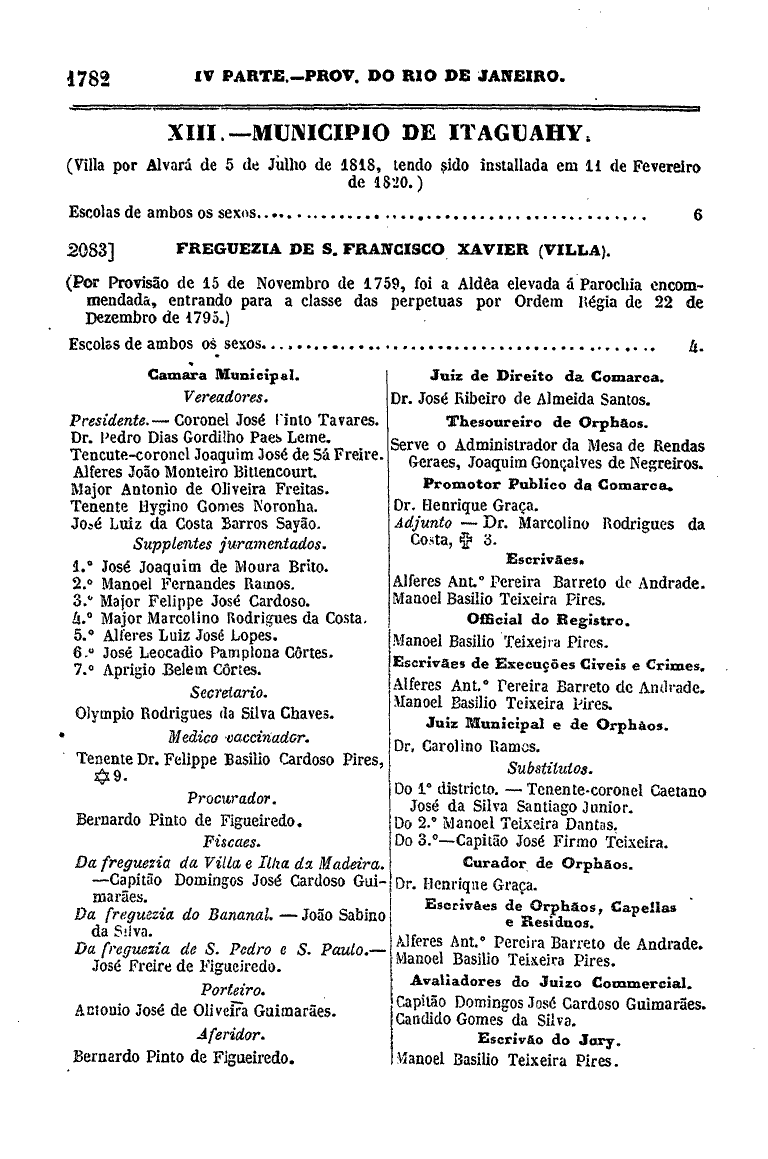 1782 IV PARTE.—PROV. DO RIO DE JANEIRO.
XIII.—MUNICIPIO DE ITAGUAHY.
(Villa por Alvará de 5 de Julho de 1818, tendo sido installada em 11 de Fevereiro
de 1820.)
Escolas de ambos os sexos............................................ 6
2083] FREGUEZIA DE S. FRANCISCO XAVIER (VILLA).
(Por Provisão de 15 de Novembro de 1759, foi a Aldêa elevada á Parochia encom-
mendada, entrando para a classe das perpetuas por Ordem Régia de 22 de
Dezembro de 1795.)
Escolas de ambos os sexos............................................ 4.
Camara Municipal.
Vereadores.
Presidente.— Coronel José Pinto Tavares.
Dr. Pedro Dias Gordilho Paes Leme.
Tencute-coronel Joaquim José de Sá Freire.
Alferes João Monteiro Bittencourt.
Major Antonio de Oliveira Freitas.
Tenente Hygino Gomes Noronha.
José Luiz da Costa Barros Sayão.
Supplentes juramentados.
1.º José Joaquim de Moura Brito.
2.º Manoel Fernandes Ramos.
3.º Major Felippe José Cardoso.
4.º Major Marcolino Rodrigues da Costa.
5.º Alferes Luiz José Lopes.
6.º José Leocadio Pamplona Côrtes.
7.º Aprigio Belem Côrtes.
Secretario.
Olympio Rodrigues da Silva Chaves.
Medico vaccinador.
Tenente Dr. Felippe Basilio Cardoso Pires,
✡9.
Procurador.
Bernardo Pinto de Figueiredo.
Fiscaes.
Da freguezia da Villa e Ilha da Madeira.
—Capitão Domingos José Cardoso Gui-
marães.
Da freguezia do Bananal. — João Sabino
da Silva.
Da freguezia de S. Pedro e S. Paulo.—
José Freire de Figueiredo.
Porteiro.
Antonio José de Oliveira Guimarães.
Aferidor.
Bernardo Pinto de Figueiredo.
Juiz de Direito da Comarca.
Dr. José Ribeiro de Almeida Santos.
Thesoureiro de Orphãos.
Serve o Administrador da Mesa de Rendas
Geraes, Joaquim Gonçalves de Negreiros.
Promotor Publico da Comarca.
Dr. Henrique Graça.
Adjunto — Dr. Marcolino Rodrigues da
Costa, ✠ 3.
Escrivães.
Alferes Ant.º Pereira Barreto de Andrade.
Manoel Basilio Teixeira Pires.
Official do Registro.
Manoel Basilio Teixeira Pires.
Escrivães de Execuções Civeis e Crimes.
Alferes Ant.º Pereira Barreto de Andrade.
Manoel Basilio Teixeira Pires.
Juiz Municipal e de Orphãos.
Dr. Carolino Ramos.
Substitutos.
Do 1º districto. — Tenente-coronel Caetano
José da Silva Santiago Junior.
Do 2.º Manoel Teixeira Dantas.
Do 3.º—Capitão José Firmo Teixeira.
Curador de Orphãos.
Dr. Henrique Graça.
Escrivães de Orphãos, Capellas
e Residuos.
Alferes Ant.º Pereira Barreto de Andrade.
Manoel Basilio Teixeira Pires.
Avaliadores do Juizo Commercial.
Capitão Domingos José Cardoso Guimarães.
Candido Gomes da Silva.
Escrivão do Jury.
Manoel Basilio Teixeira Pires.